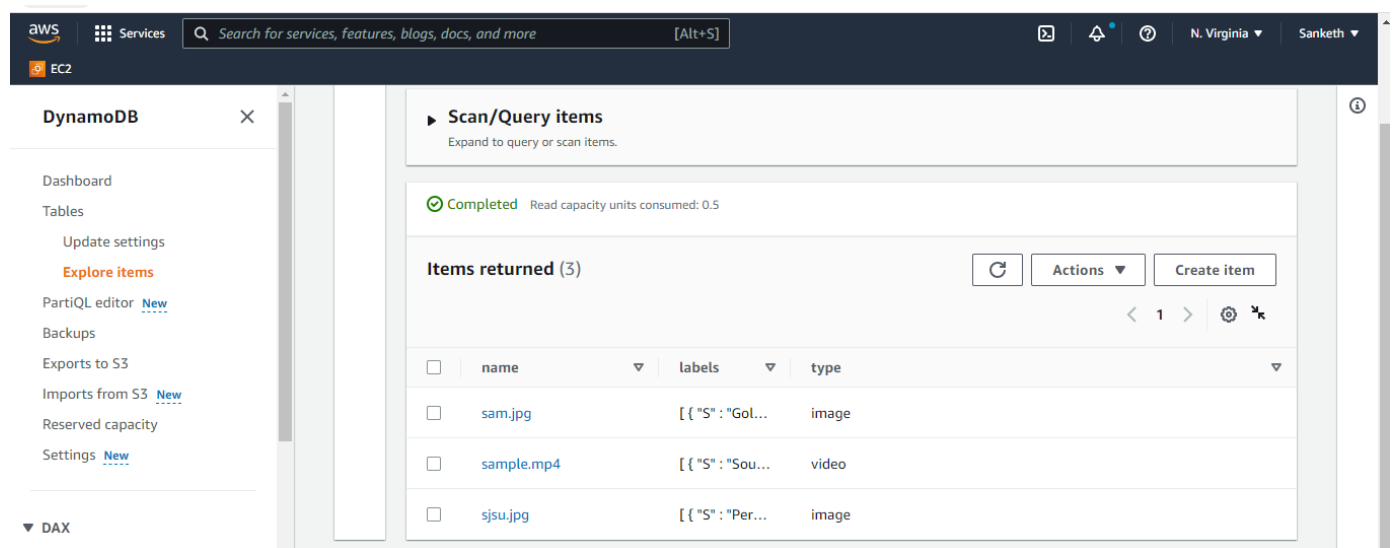 aws Services Search for services, features, blogs, docs, and more [Alt+S] N. Virginia Sanketh
EC2
DynamoDB
Dashboard
Tables
Update settings
Explore items
PartiQL editor New
Backups
Exports to S3
Imports from S3 New
Reserved capacity
Settings New
DAX
Scan/Query items
Expand to query or scan items.
Completed Read capacity units consumed: 0.5
Items returned (3) Actions Create item
1
name labels type
sam.jpg [ { "S" : "Gol... image
sample.mp4 [ { "S" : "Sou... video
sjsu.jpg [ { "S" : "Per... image